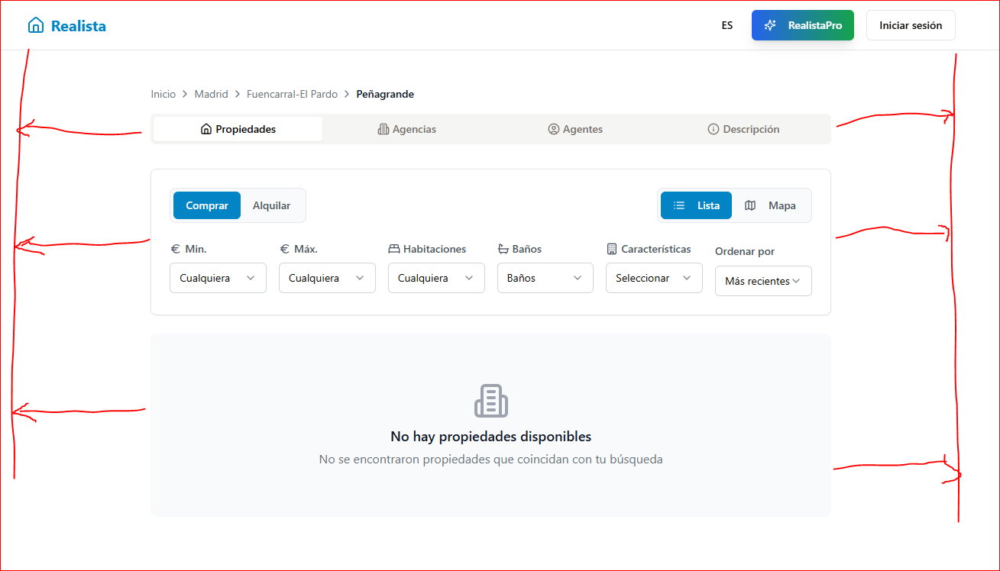 Realista
ES RealistaPro Iniciar sesión
Inicio > Madrid > Fuencarral-El Pardo > Peñagrande
Propiedades Agencias Agentes Descripción
Comprar Alquilar Lista Mapa
€ Min. € Máx. Habitaciones Baños Características Ordenar por
Cualquiera Cualquiera Cualquiera Baños Seleccionar Más recientes
No hay propiedades disponibles
No se encontraron propiedades que coincidan con tu búsqueda